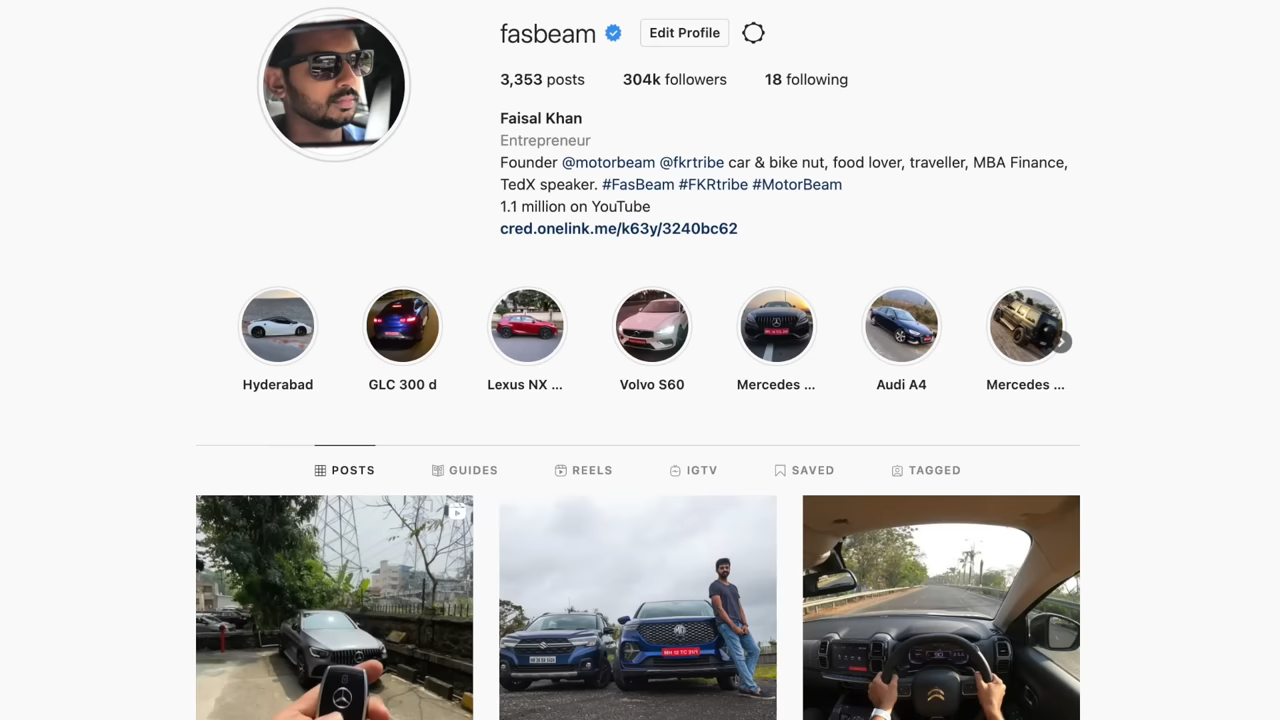 fasbeam Edit Profile
3,353 posts 304k followers 18 following
Faisal Khan
Entrepreneur
Founder @motorbeam @fkrtribe car & bike nut, food lover, traveller, MBA Finance,
TedX speaker. #FasBeam #FKRtribe #MotorBeam
1.1 million on YouTube
cred.onelink.me/k63y/3240bc62
Hyderabad GLC 300 d Lexus NX ... Volvo S60 Mercedes ... Audi A4 Mercedes ...
POSTS GUIDES REELS IGTV SAVED TAGGED